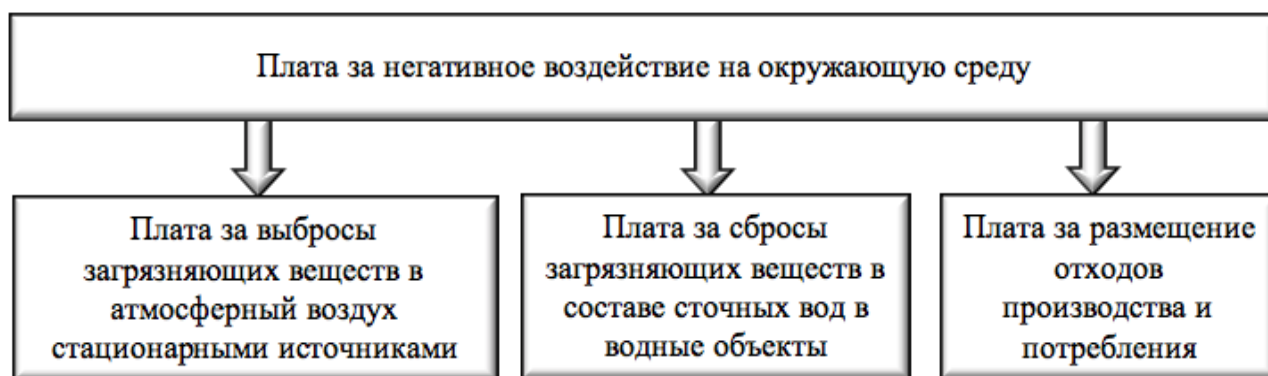 Плата за негативное воздействие на окружающую среду
Плата за выбросы
загрязняющих веществ в
атмосферный воздух
стационарными источниками
Плата за сбросы
загрязняющих веществ в
составе сточных вод в
водные объекты
Плата за размещение
отходов
производства и
потребления